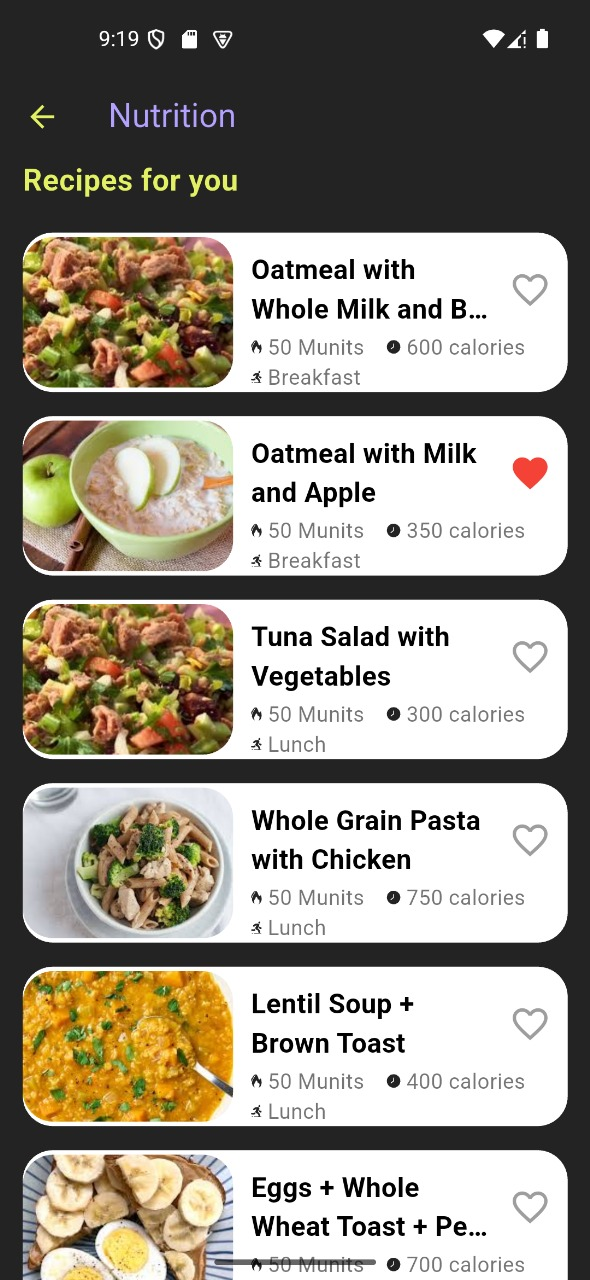 9:19
Nutrition
Recipes for you
Oatmeal with
Whole Milk and B...
50 Munits 600 calories
Breakfast
Oatmeal with Milk
and Apple
50 Munits 350 calories
Breakfast
Tuna Salad with
Vegetables
50 Munits 300 calories
Lunch
Whole Grain Pasta
with Chicken
50 Munits 750 calories
Lunch
Lentil Soup +
Brown Toast
50 Munits 400 calories
Lunch
Eggs + Whole
Wheat Toast + Pe...
50 Munits 700 calories